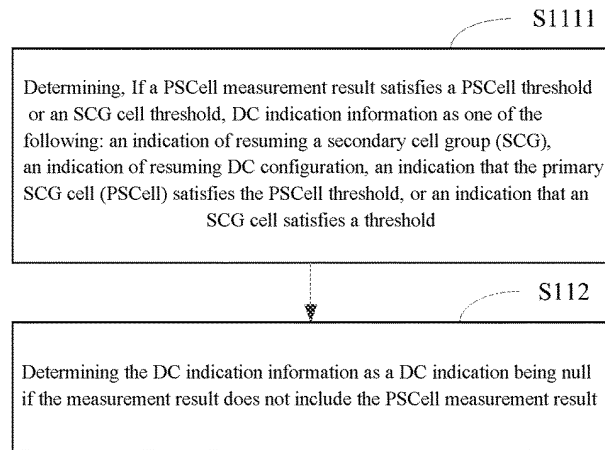 S1111
Determining, If a PSCell measurement result satisfies a PSCell threshold
or an SCG cell threshold, DC indication information as one of the
following: an indication of resuming a secondary cell group (SCG),
an indication of resuming DC configuration, an indication that the primary
SCG cell (PSCell) satisfies the PSCell threshold, or an indication that an
SCG cell satisfies a threshold
S112
Determining the DC indication information as a DC indication being null
if the measurement result does not include the PSCell measurement result